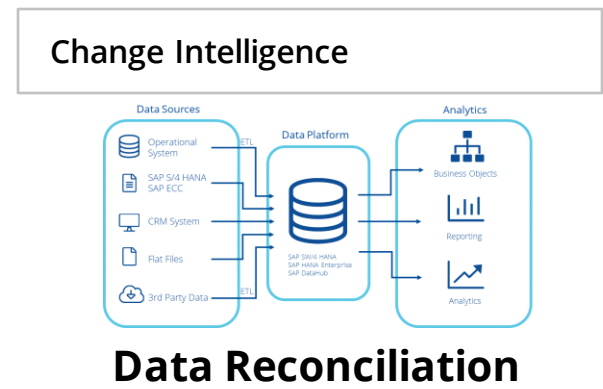 Change Intelligence
Data Sources
Operational
System
SAP S/4 HANA
SAP ECC
CRM System
Flat Files
3rd Party Data
ETL
ETL
Data Platform
SAP SW/4 HANA
SAP HANA Enterprise
SAP DataHub
Analytics
Business Objects
Reporting
Analytics
Data Reconciliation